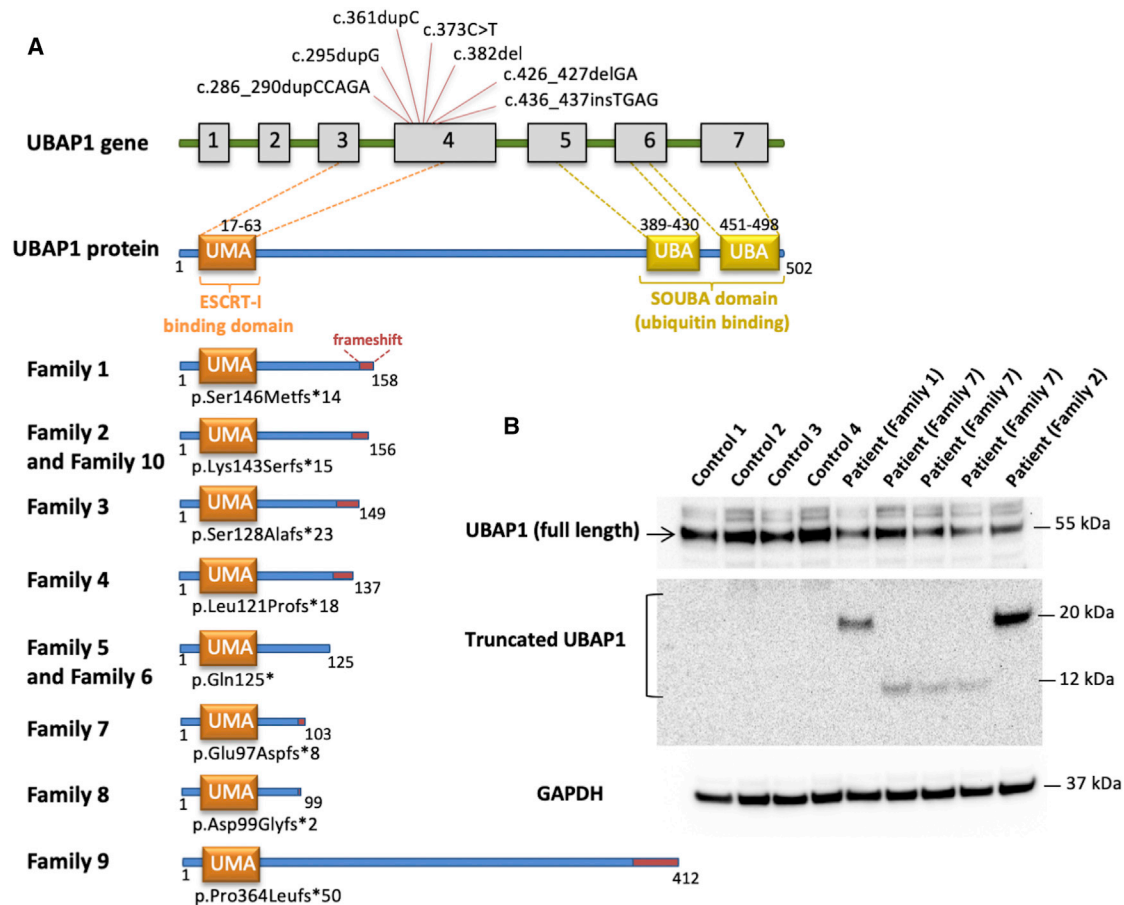 A
c.361dupC
c.373C>T
c.295dupG
c.382del
c.286_290dupCCAGA
c.426_427delGA
c.436_437insTGAG
UBAP1 gene
1 2 3 4 5 6 7
17-63 389-430 451-498
UBAP1 protein
UMA UBA UBA
1 502
ESCRT-I
binding domain
SOUBA domain
(ubiquitin binding)
frameshift
Family 1
UMA
1 158
p.Ser146Metfs*14
Family 2
and Family 10
UMA
1 156
p.Lys143Serfs*15
Family 3
UMA
1 149
p.Ser128Alafs*23
Family 4
UMA
1 137
p.Leu121Profs*18
Family 5
and Family 6
UMA
1 125
p.Gln125*
Family 7
UMA
1 103
p.Glu97Aspfs*8
Family 8
UMA
1 99
p.Asp99Glyfs*2
Family 9
UMA
1 412
p.Pro364Leufs*50
B
Control 1
Control 2
Control 3
Control 4
Patient (Family 1)
Patient (Family 7)
Patient (Family 7)
Patient (Family 7)
Patient (Family 2)
UBAP1 (full length)
55 kDa
Truncated UBAP1
20 kDa
12 kDa
GAPDH
37 kDa